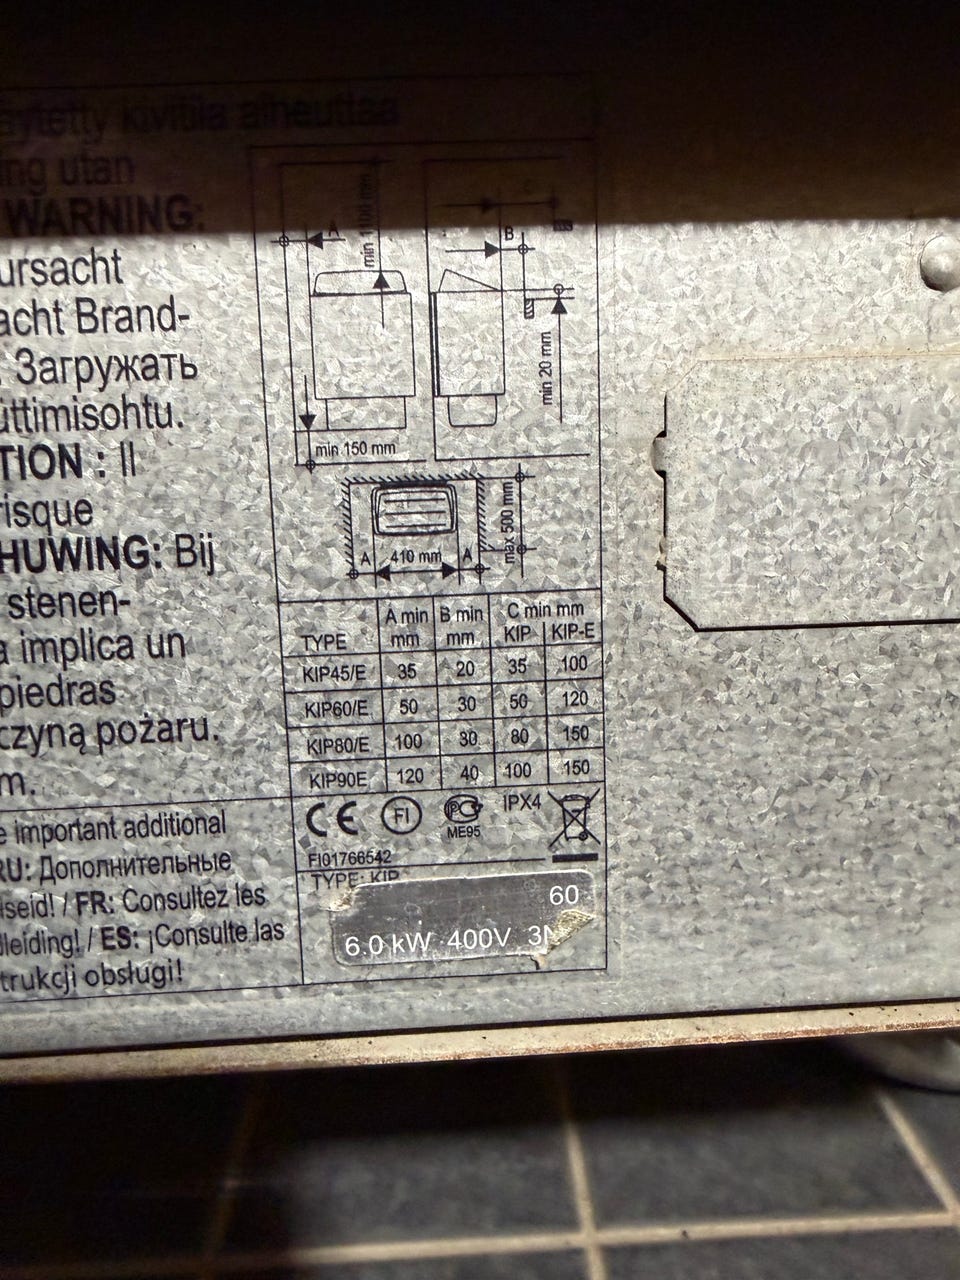 äytetty kivitila aiheuttaa
ing utan
WARNING:
ursacht
acht Brand-
. Загружать
üttimisohtu.
TION : Il
risque
HUWING: Bij
stenen-
a implica un
piedras
czyną pożaru.
m.
e important additional
RU: Дополнительные
lseid! / FR: Consultez les
dleiding! / ES: ¡Consulte las
trukcji obsługi!
A
min 1100 mm
B
C
min 20 mm
min 150 mm
A 410 mm A
max 500 mm
TYPE A min mm B min mm C min mm KIP KIP-E
KIP45/E 35 20 35 100
KIP60/E 50 30 50 120
KIP80/E 100 30 80 150
KIP90E 120 40 100 150
CE FI PC ME95 IPX4
FI01766542
TYPE: KIP
60
6.0 kW 400V 3N